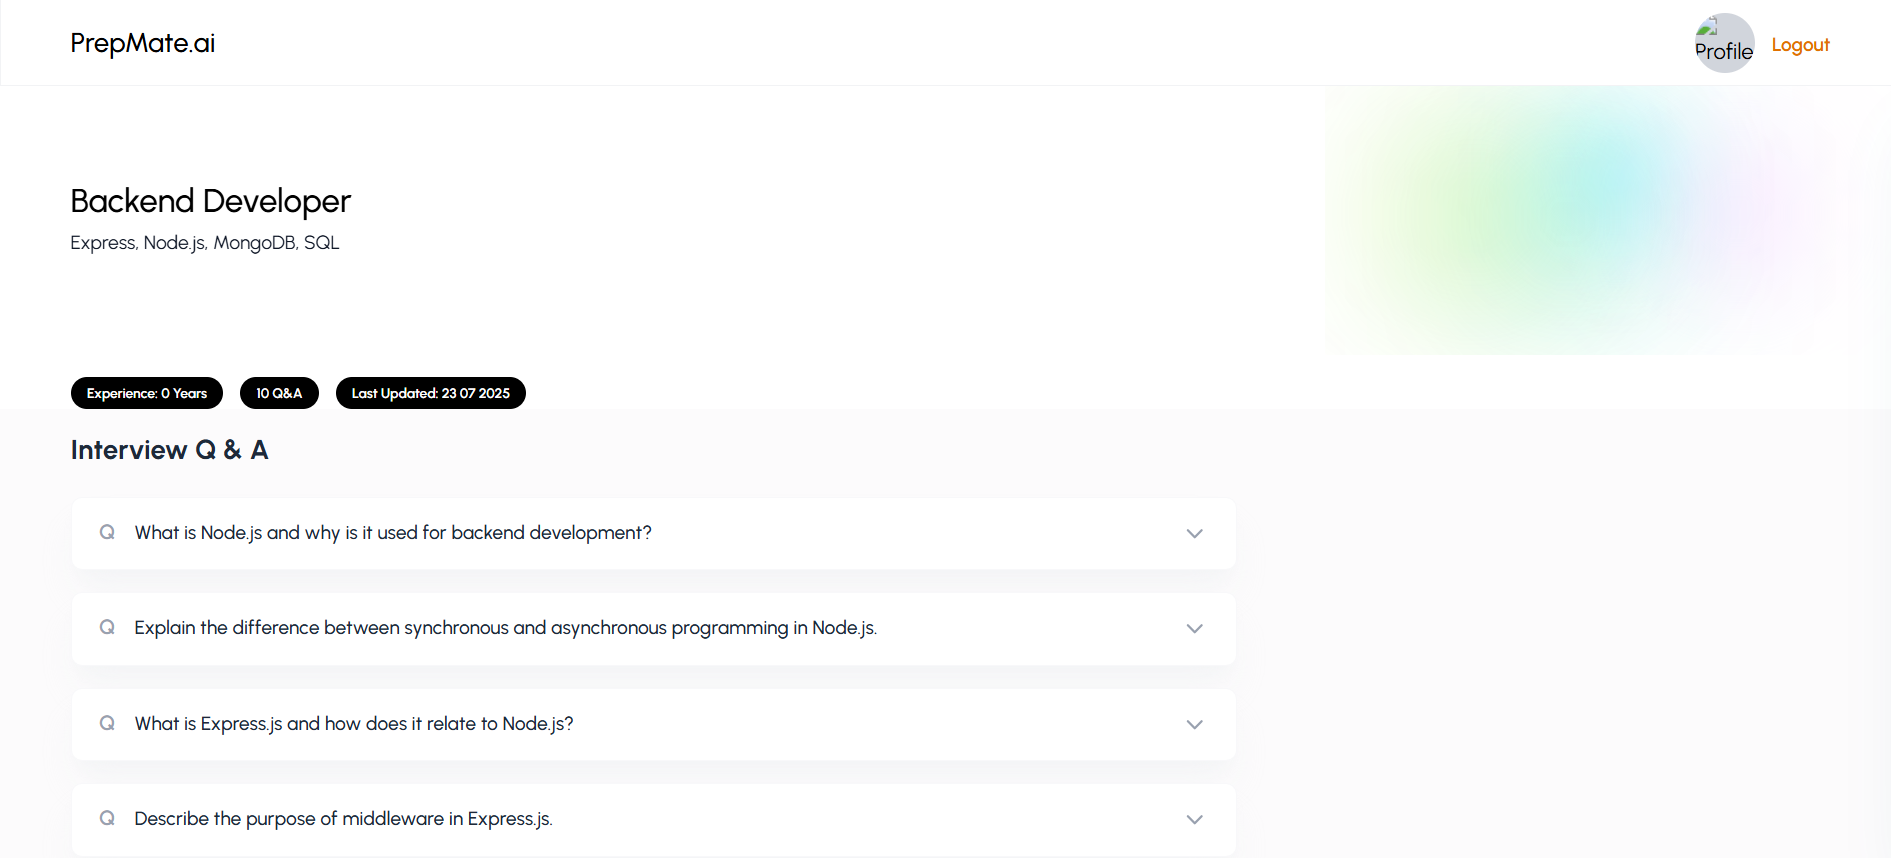 PrepMate.ai
Profile
Logout
Backend Developer
Express, Node.js, MongoDB, SQL
Experience: 0 Years
10 Q&A
Last Updated: 23 07 2025
Interview Q & A
Q What is Node.js and why is it used for backend development?
Q Explain the difference between synchronous and asynchronous programming in Node.js.
Q What is Express.js and how does it relate to Node.js?
Q Describe the purpose of middleware in Express.js.